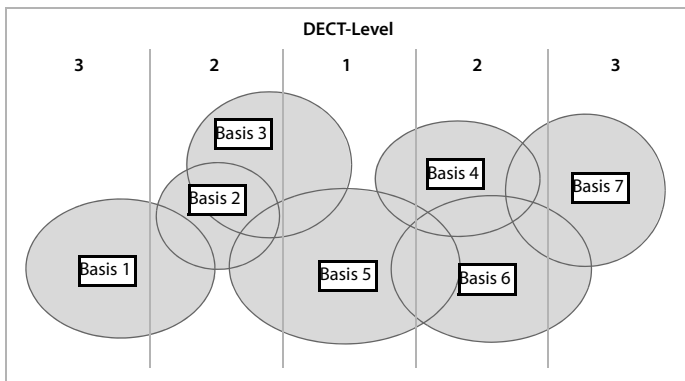 DECT-Level
3 2 1 2 3
Basis 3
Basis 4
Basis 7
Basis 2
Basis 1
Basis 5
Basis 6